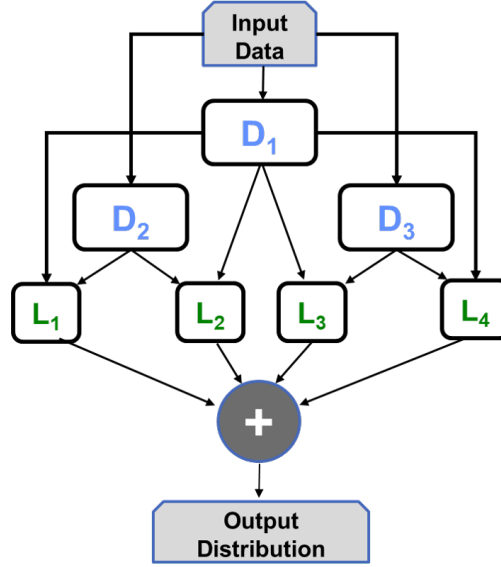 Input
Data
D₁
D₂ D₃
L₁ L₂ L₃ L₄
+
Output
Distribution